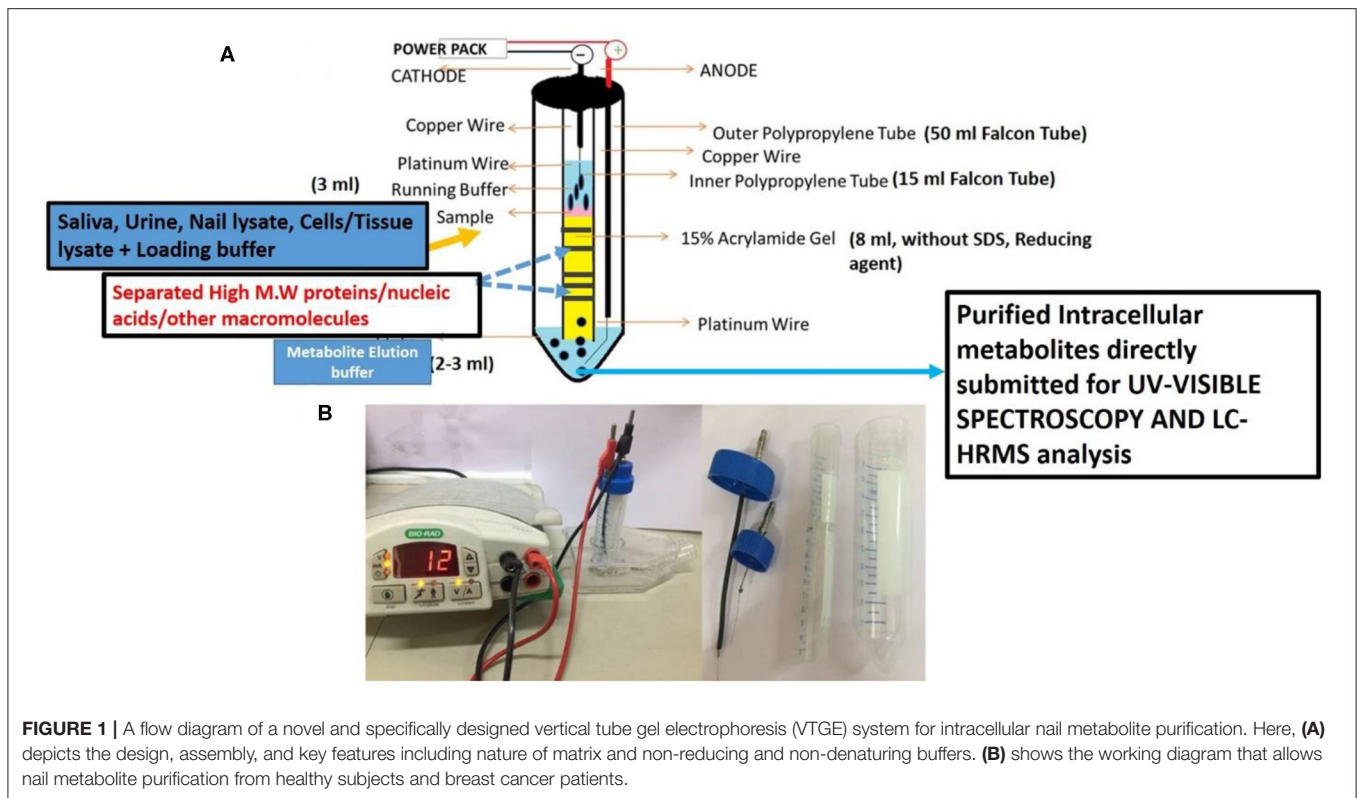 A
POWER PACK
−
+
CATHODE
ANODE
Copper Wire
Outer Polypropylene Tube (50 ml Falcon Tube)
Copper Wire
Platinum Wire
Inner Polypropylene Tube (15 ml Falcon Tube)
(3 ml)
Running Buffer
Sample
Saliva, Urine, Nail lysate, Cells/Tissue
lysate + Loading buffer
15% Acrylamide Gel (8 ml, without SDS, Reducing
agent)
Separated High M.W proteins/nucleic
acids/other macromolecules
Platinum Wire
Metabolite Elution
buffer
(2-3 ml)
Purified Intracellular
metabolites directly
submitted for UV-VISIBLE
SPECTROSCOPY AND LC-
HRMS analysis
B
BIO-RAD
12
V/A
FIGURE 1 | A flow diagram of a novel and specifically designed vertical tube gel electrophoresis (VTGE) system for intracellular nail metabolite purification. Here, (A)
depicts the design, assembly, and key features including nature of matrix and non-reducing and non-denaturing buffers. (B) shows the working diagram that allows
nail metabolite purification from healthy subjects and breast cancer patients.